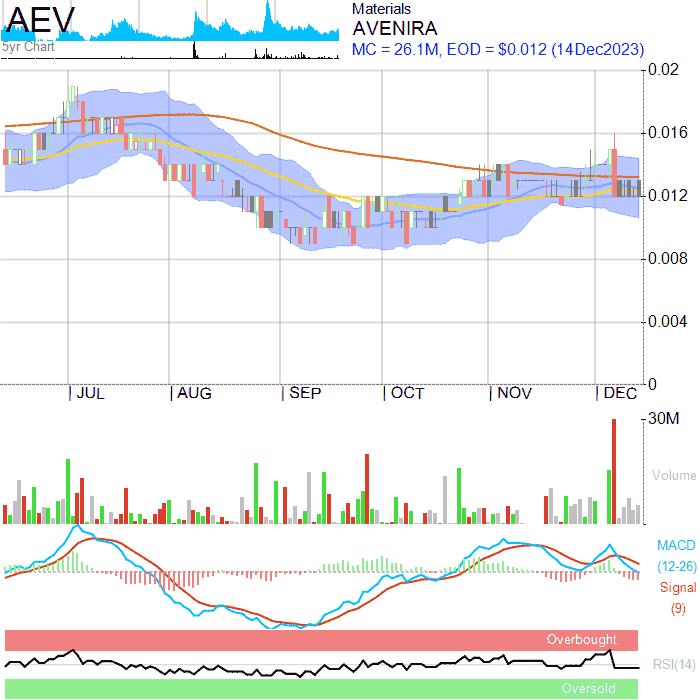 AEV
5yr Chart
Materials
AVENIRA
MC = 26.1M, EOD = $0.012 (14Dec2023)
0.02
0.016
0.012
0.008
0.004
0
JUL AUG SEP OCT NOV DEC
30M
Volume
MACD
(12-26)
Signal
(9)
Overbought
RSI(14)
Oversold